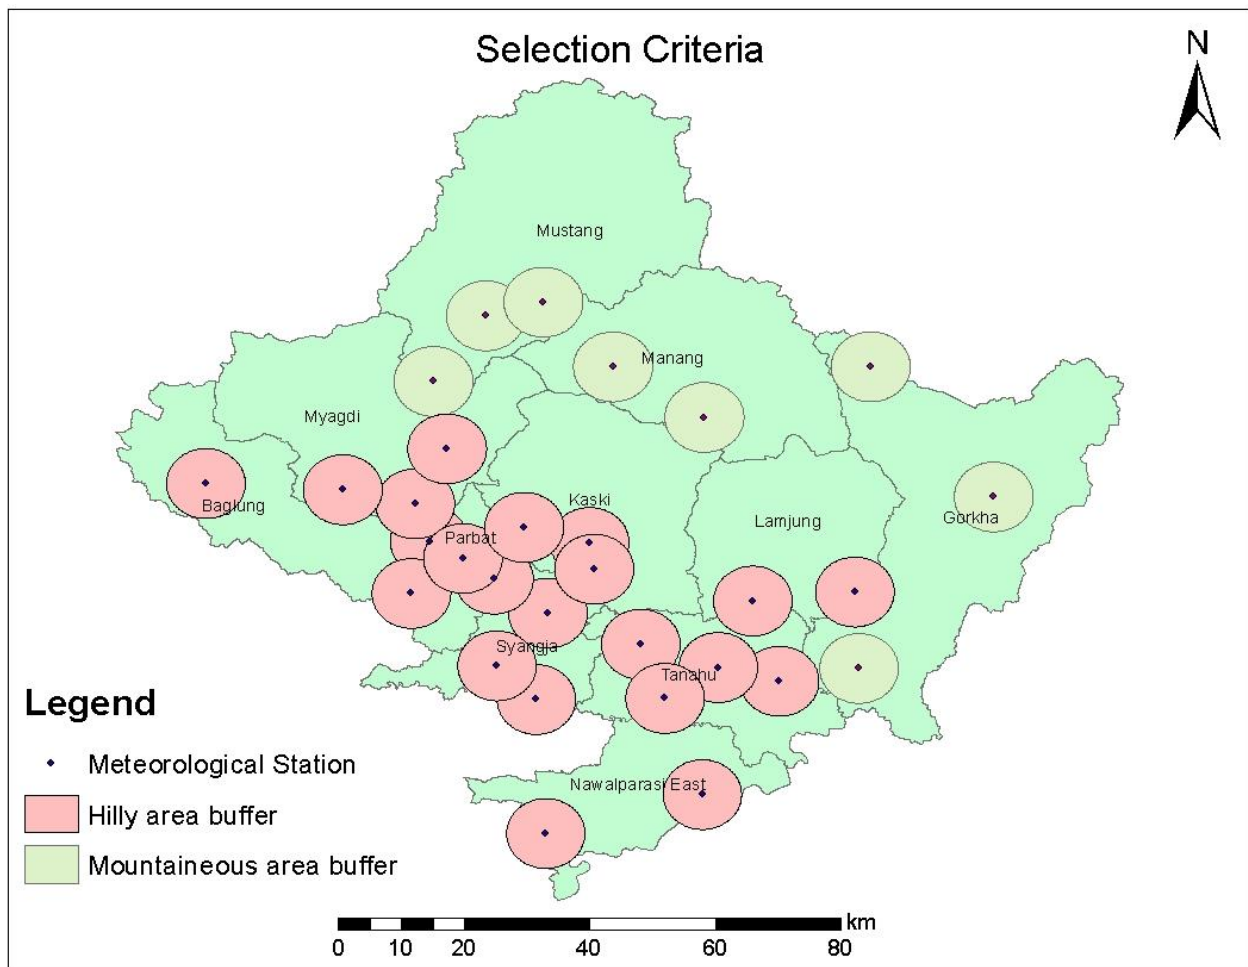 Selection Criteria
N
Mustang
Manang
Myagdi
Baglung
Kaski
Lamjung
Gorkha
Parbat
Syangja
Tanahu
Nawalparasi East
Legend
Meteorological Station
Hilly area buffer
Mountaineous area buffer
km
0 10 20 40 60 80